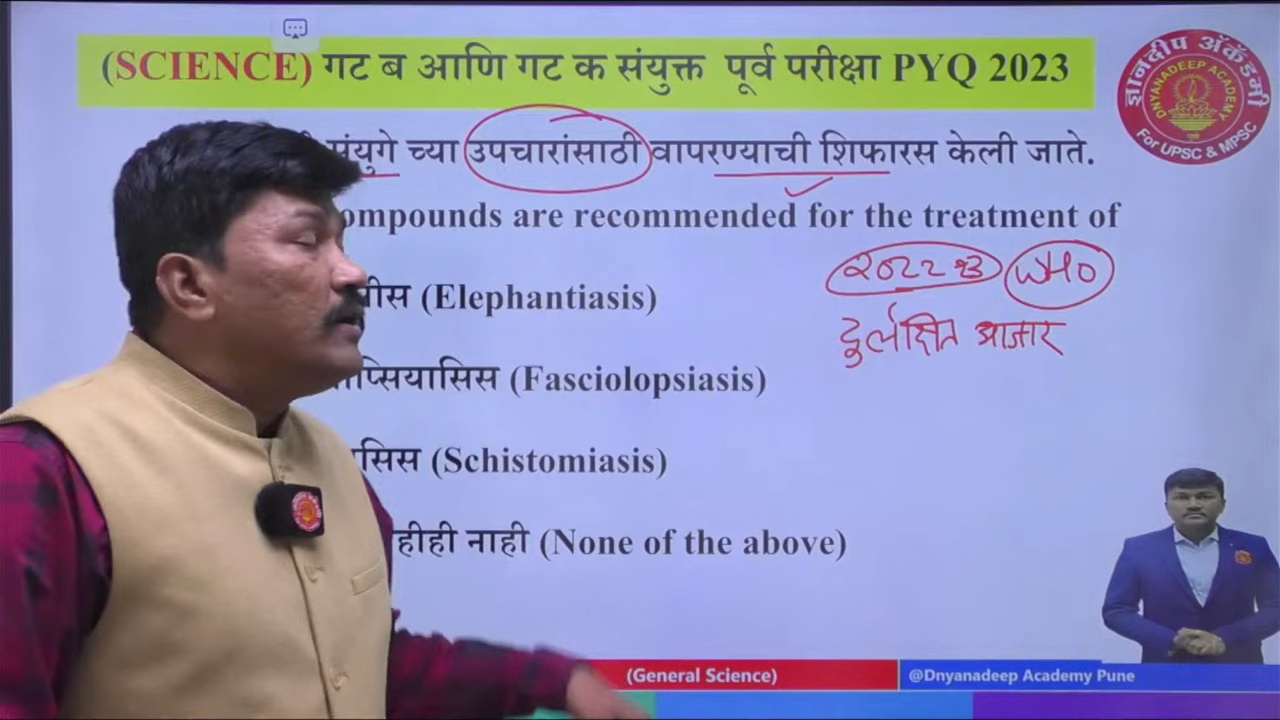 (SCIENCE) गट ब आणि गट क संयुक्त पूर्व परीक्षा PYQ 2023
ज्ञानदीप अॅकॅडमी
DNYANADEEP ACADEMY
पुणे
For UPSC & MPSC
संयुगे च्या उपचारांसाठी वापरण्याची शिफारस केली जाते.
ompounds are recommended for the treatment of
२०२२-२३ WHO
दुर्लक्षित आजार
(Elephantiasis)
प्सियासिस (Fasciolopsiasis)
सिस (Schistomiasis)
हीही नाही (None of the above)
(General Science)
@Dnyanadeep Academy Pune